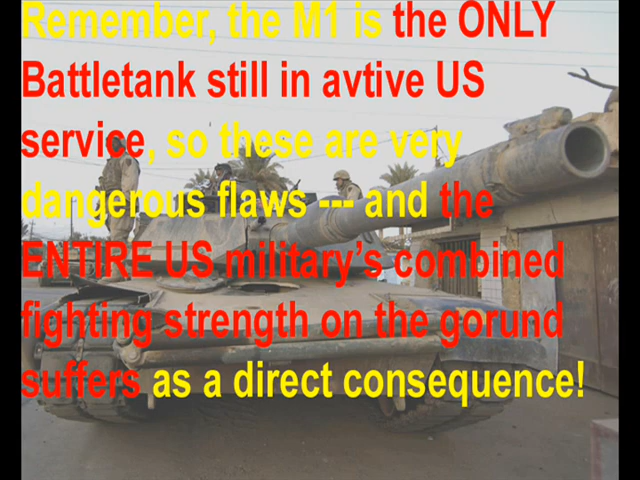 Remember, the M1 is the ONLY
Battletank still in avtive US
service, so these are very
dangerous flaws --- and the
ENTIRE US military's combined
fighting strength on the gorund
suffers as a direct consequence!